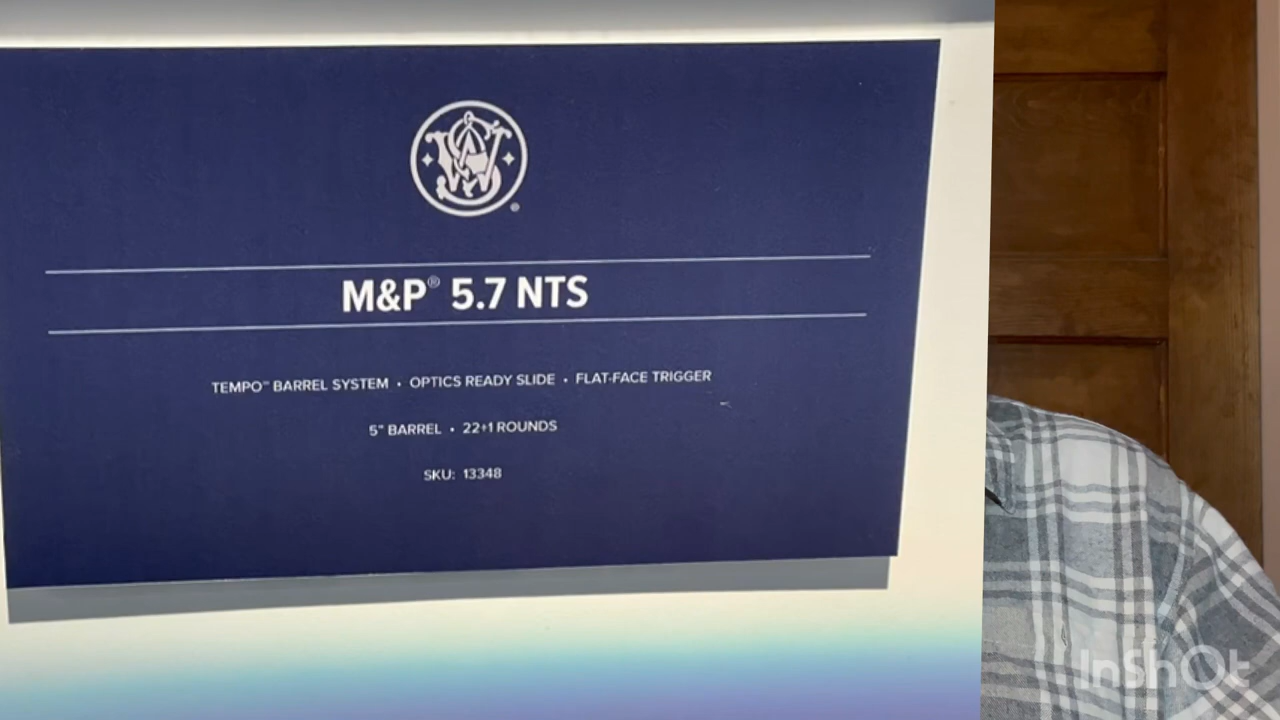 M&P® 5.7 NTS
TEMPO™ BARREL SYSTEM • OPTICS READY SLIDE • FLAT-FACE TRIGGER
5" BARREL • 22+1 ROUNDS
SKU: 13348
InShOt